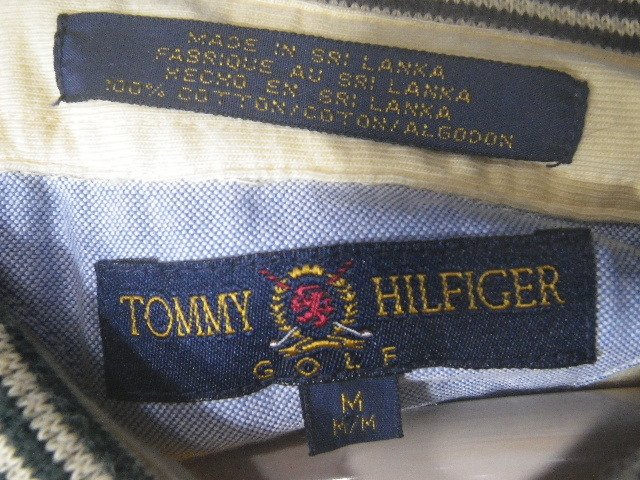 MADE IN SRI LANKA
FABRIQUE AU SRI LANKA
HECHO EN SRI LANKA
100% COTTON/COTON/ALGODON
TOMMY HILFIGER
GOLF
M
M/M